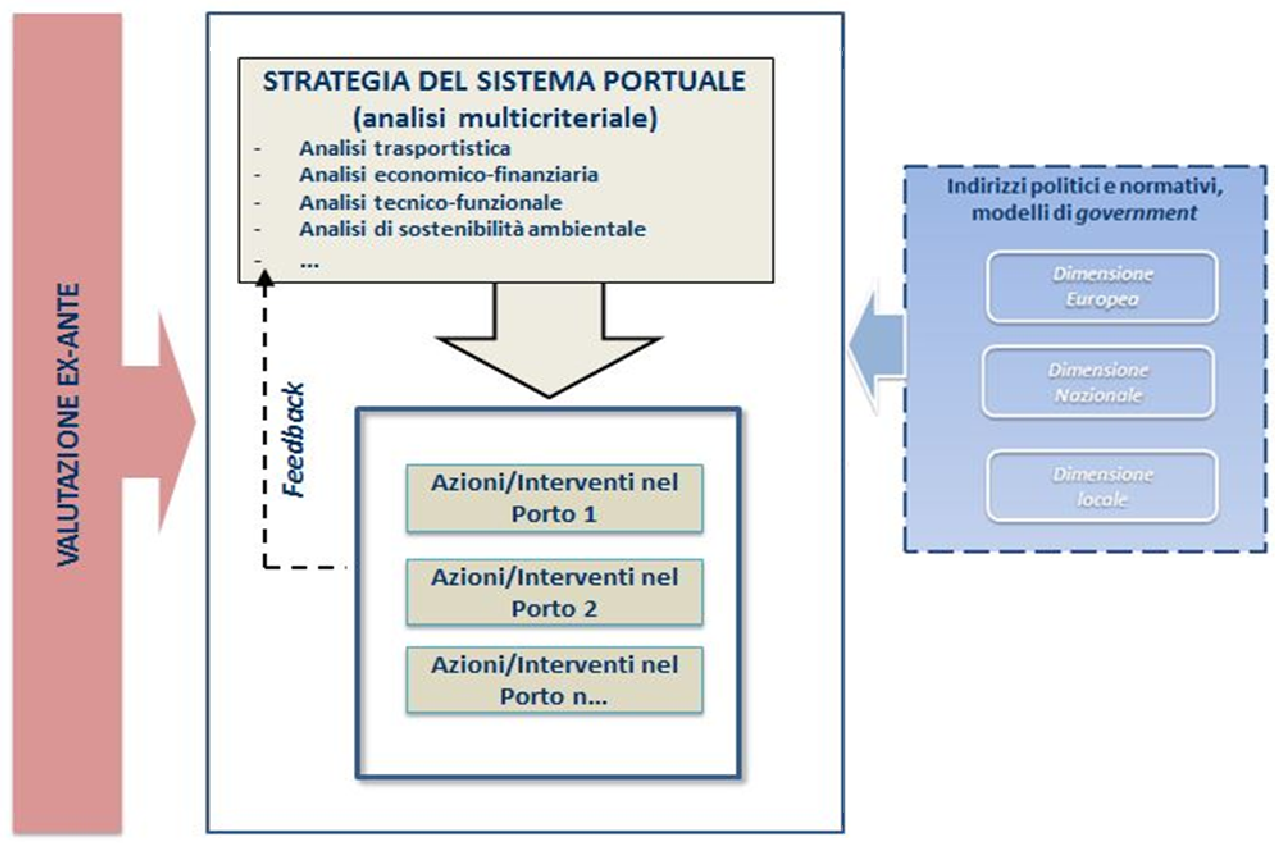 VALUTAZIONE EX-ANTE
STRATEGIA DEL SISTEMA PORTUALE
(analisi multicriteriale)
- Analisi trasportistica
- Analisi economico-finanziaria
- Analisi tecnico-funzionale
- Analisi di sostenibilità ambientale
- ...
Feedback
Azioni/Interventi nel
Porto 1
Azioni/Interventi nel
Porto 2
Azioni/Interventi nel
Porto n...
Indirizzi politici e normativi,
modelli di government
Dimensione
Europea
Dimensione
Nazionale
Dimensione
locale